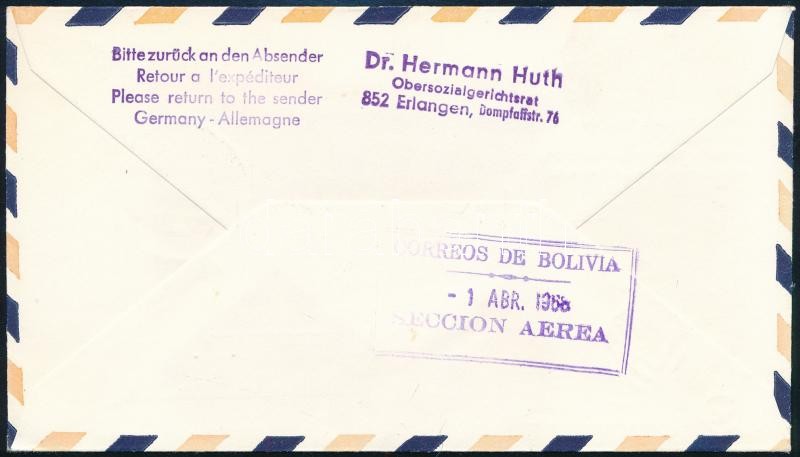 Bitte zurück an den Absender
Retour a l'expéditeur
Please return to the sender
Germany - Allemagne
Dr. Hermann Huth
Obersozialgerichtsrat
852 Erlangen, Dompfaffstr. 76
CORREOS DE BOLIVIA
- 1 ABR. 1966
SECCION AEREA